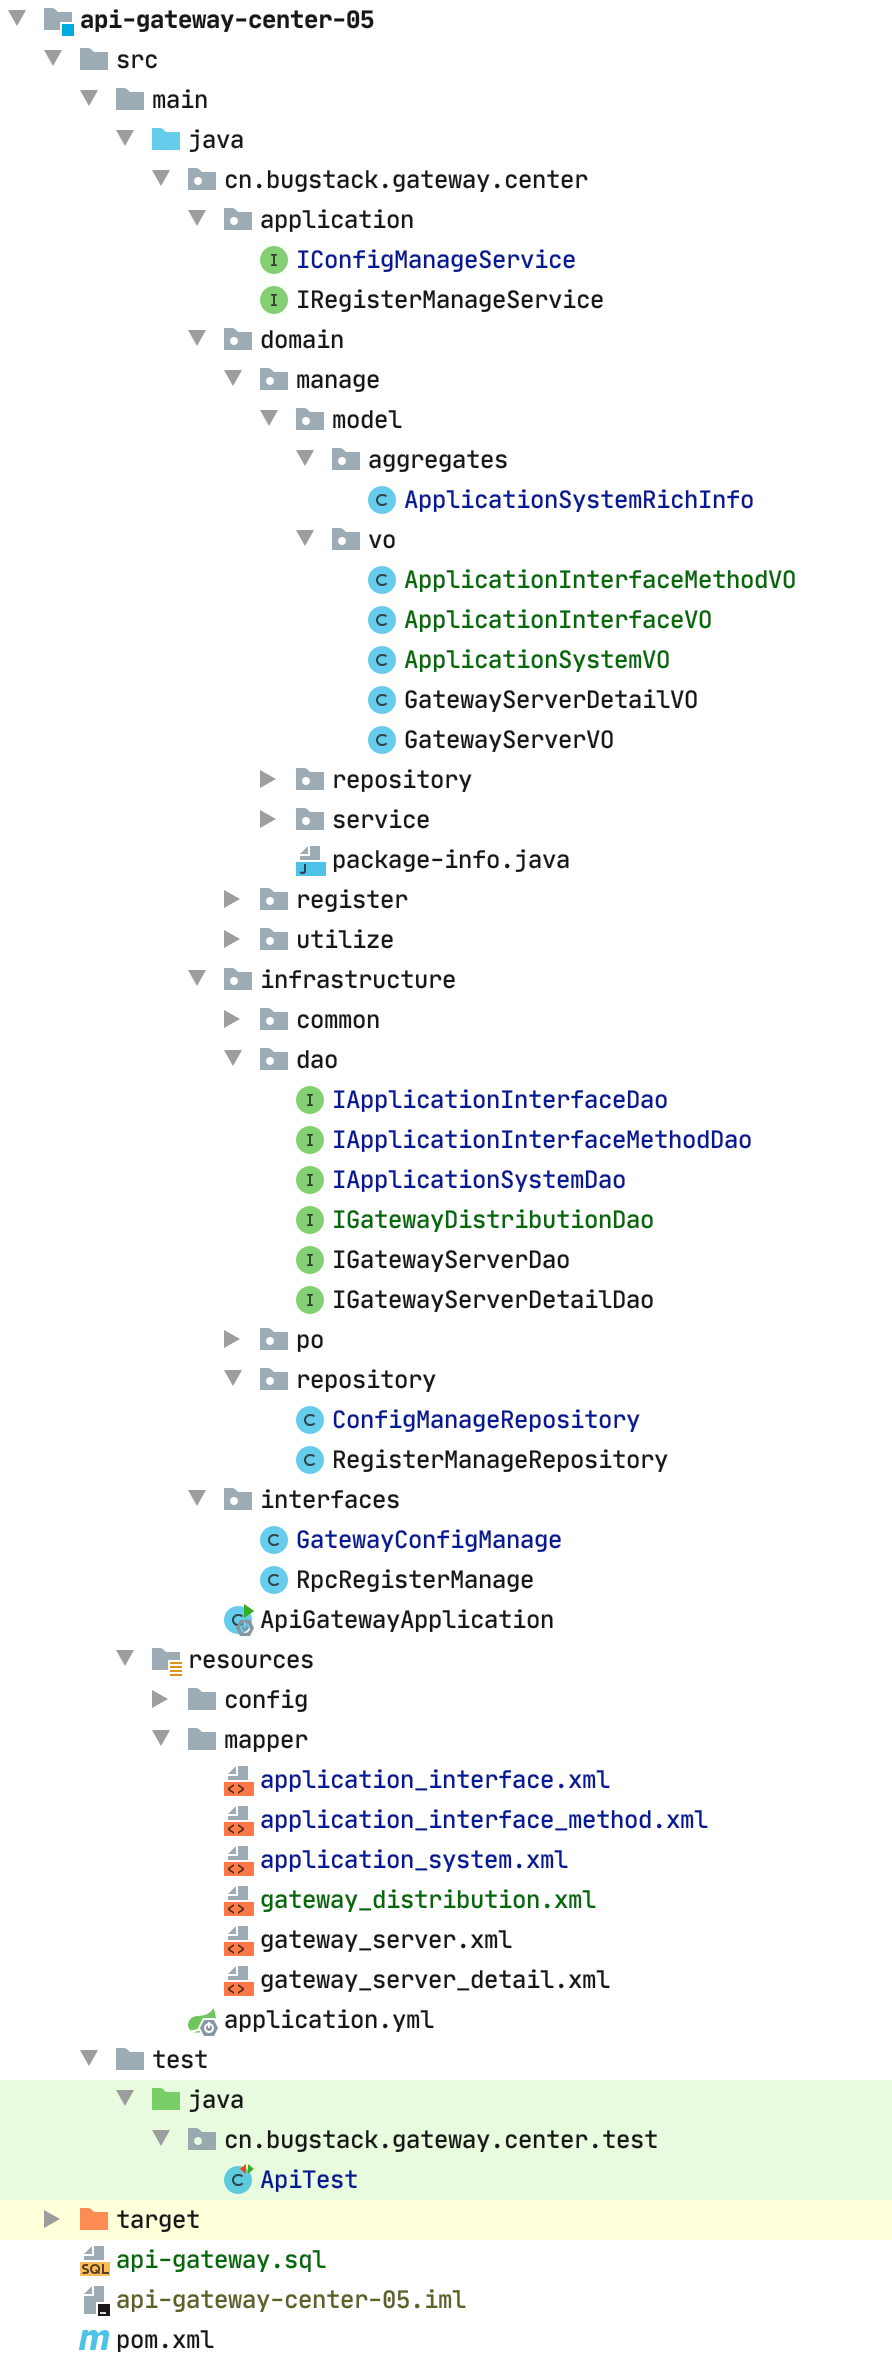 api-gateway-center-05
src
main
java
cn.bugstack.gateway.center
application
IConfigManageService
IRegisterManageService
domain
manage
model
aggregates
ApplicationSystemRichInfo
vo
ApplicationInterfaceMethodVO
ApplicationInterfaceVO
ApplicationSystemVO
GatewayServerDetailVO
GatewayServerVO
repository
service
package-info.java
register
utilize
infrastructure
common
dao
IApplicationInterfaceDao
IApplicationInterfaceMethodDao
IApplicationSystemDao
IGatewayDistributionDao
IGatewayServerDao
IGatewayServerDetailDao
po
repository
ConfigManageRepository
RegisterManageRepository
interfaces
GatewayConfigManage
RpcRegisterManage
ApiGatewayApplication
resources
config
mapper
application_interface.xml
application_interface_method.xml
application_system.xml
gateway_distribution.xml
gateway_server.xml
gateway_server_detail.xml
application.yml
test
java
cn.bugstack.gateway.center.test
ApiTest
target
api-gateway.sql
api-gateway-center-05.iml
pom.xml